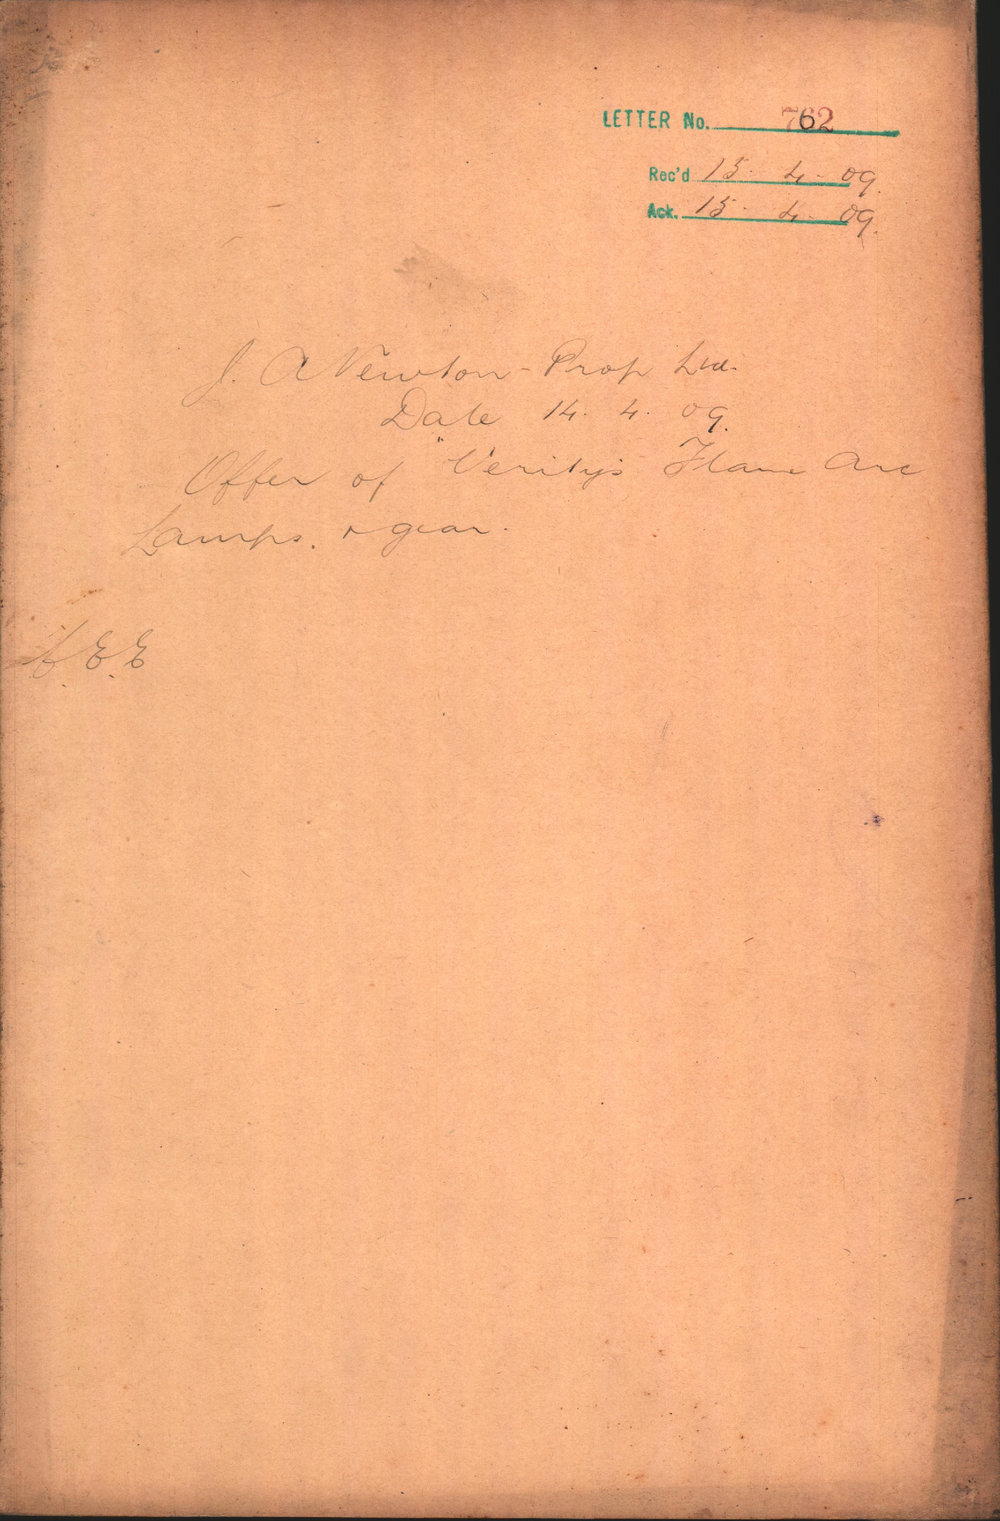 LETTER No. 762
Rec'd 15. 4. 09.
Ack. 15. 4. 09.
J. A Newton - Prop Ltd.
Date 14. 4. 09.
Offer of "Verity's Flame Arc
Lamps. & gear.
C.E.E